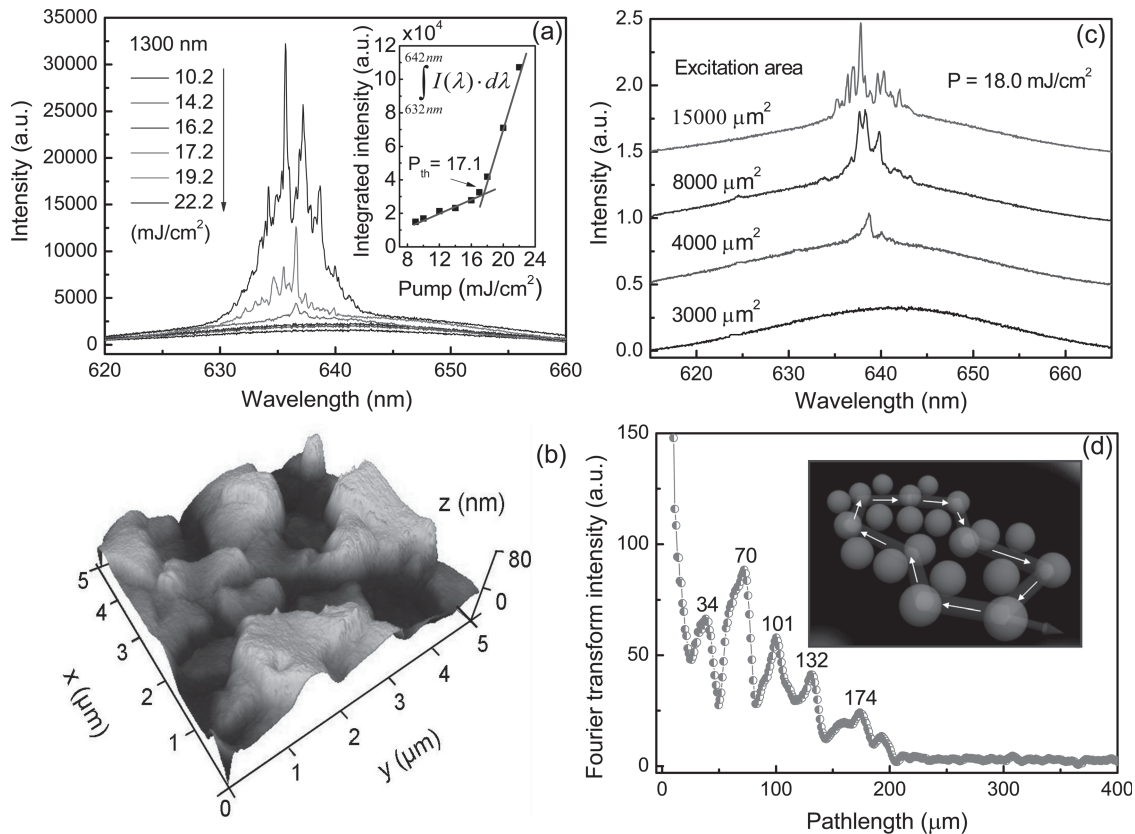 (a)
35000
30000
25000
20000
15000
10000
5000
0
Intensity (a.u.)
1300 nm
10.2
14.2
16.2
17.2
19.2
22.2
(mJ/cm²)
×10⁴
12
10
8
6
4
2
0
Integrated intensity (a.u.)
642nm
∫ I(λ)·dλ
632nm
P_th = 17.1
8 12 16 20 24
Pump (mJ/cm²)
620 630 640 650 660
Wavelength (nm)
(c)
2.5
2.0
1.5
1.0
0.5
0.0
Intensity (a.u.)
Excitation area
P = 18.0 mJ/cm²
15000 μm²
8000 μm²
4000 μm²
3000 μm²
620 630 640 650 660
Wavelength (nm)
(b)
z (nm)
80
0
5
4
3
2
1
x (μm)
0
1
2
3
4
5
y (μm)
(d)
150
100
50
0
Fourier transform intensity (a.u.)
34
70
101
132
174
0 100 200 300 400
Pathlength (μm)